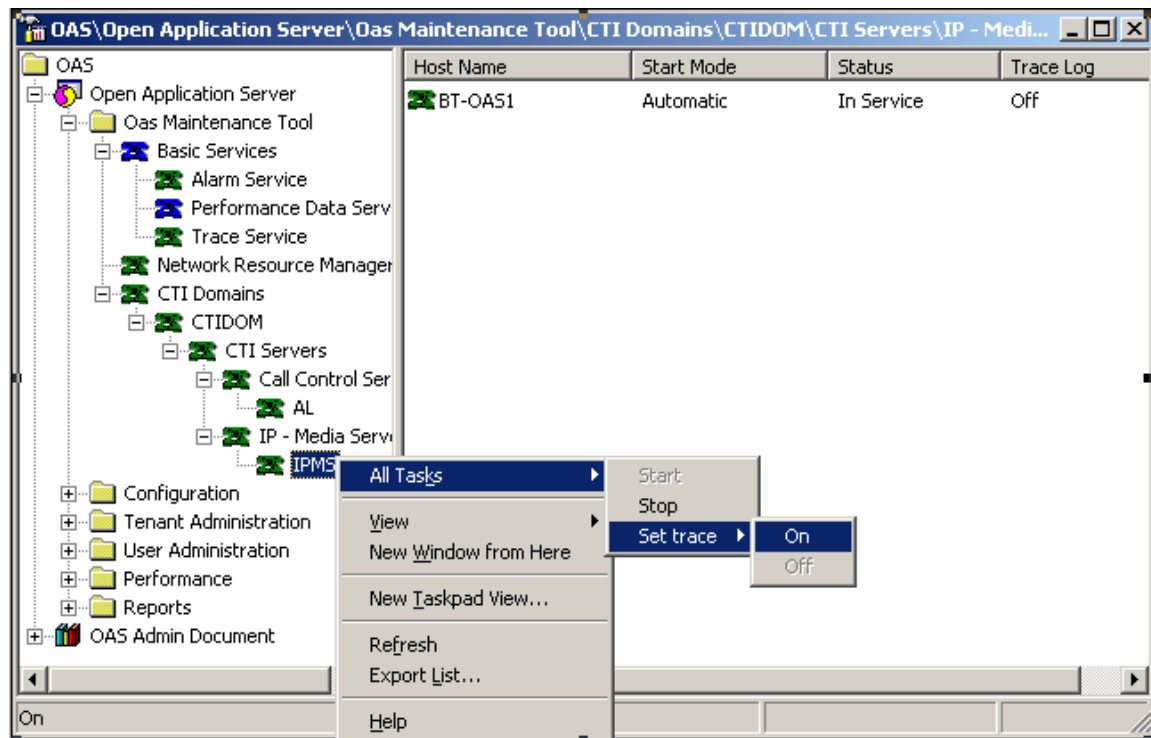 OAS\Open Application Server\Oas Maintenance Tool\CTI Domains\CTIDOM\CTI Servers\IP - Medi...
OAS
Host Name Start Mode Status Trace Log
Open Application Server
BT-OAS1 Automatic In Service Off
Oas Maintenance Tool
Basic Services
Alarm Service
Performance Data Serv
Trace Service
Network Resource Manager
CTI Domains
CTIDOM
CTI Servers
Call Control Ser
AL
IP - Media Serv
IPMS
All Tasks
Start
Stop
Set trace
On
Off
View
New Window from Here
New Taskpad View...
Refresh
Export List...
Help
Configuration
Tenant Administration
User Administration
Performance
Reports
OAS Admin Document
On